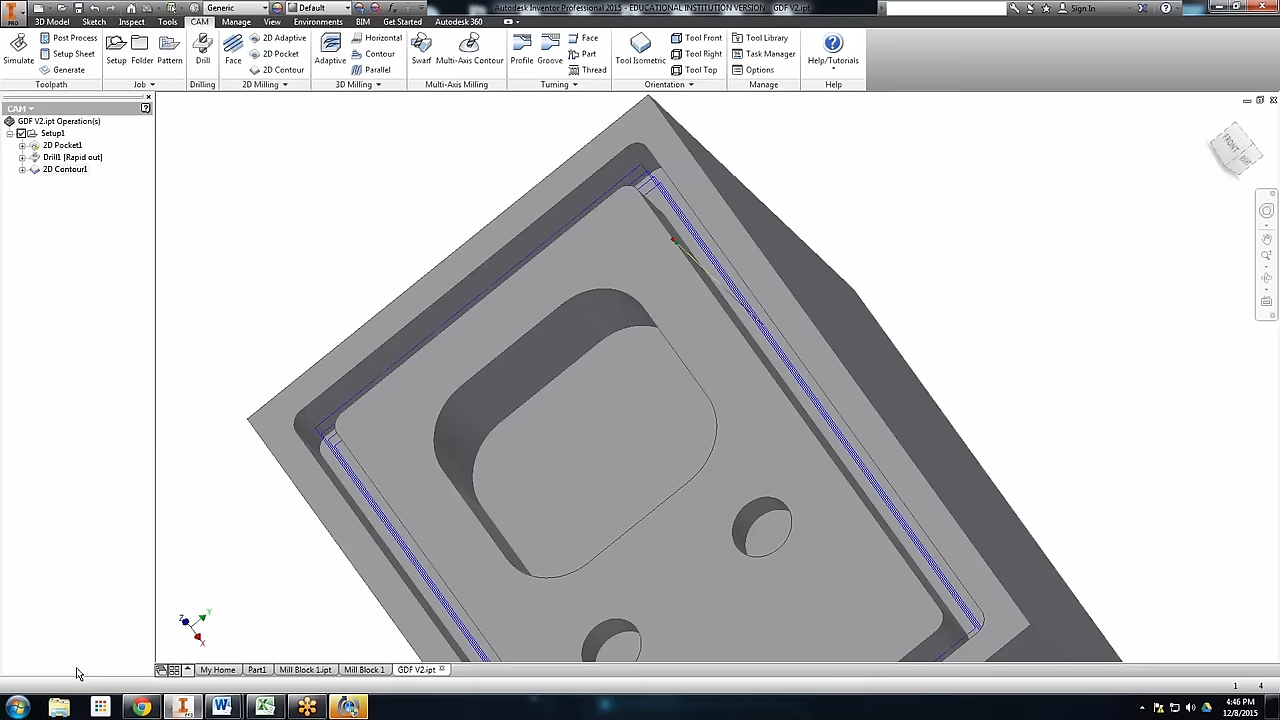 Generic
Default
Autodesk Inventor Professional 2015 - EDUCATIONAL INSTITUTION VERSION GDF V2.ipt
Sign In
PRO
3D Model Sketch Inspect Tools CAM Manage View Environments BIM Get Started Autodesk 360
Simulate
Post Process
Setup Sheet
Generate
Toolpath
Setup
Folder
Pattern
Job
Drill
Drilling
Face
2D Adaptive
2D Pocket
2D Contour
2D Milling
Adaptive
Horizontal
Contour
Parallel
3D Milling
Swarf
Multi-Axis Contour
Multi-Axis Milling
Profile
Groove
Face
Part
Thread
Turning
Tool Isometric
Tool Front
Tool Right
Tool Top
Orientation
Tool Library
Task Manager
Options
Manage
Help/Tutorials
Help
CAM
GDF V2.ipt Operation(s)
Setup1
2D Pocket1
Drill1 [Rapid out]
2D Contour1
FRONT
Z
Y
X
My Home
Part1
Mill Block 1.ipt
Mill Block 1
GDF V2.ipt
1 4
PRO
4:46 PM
12/8/2015